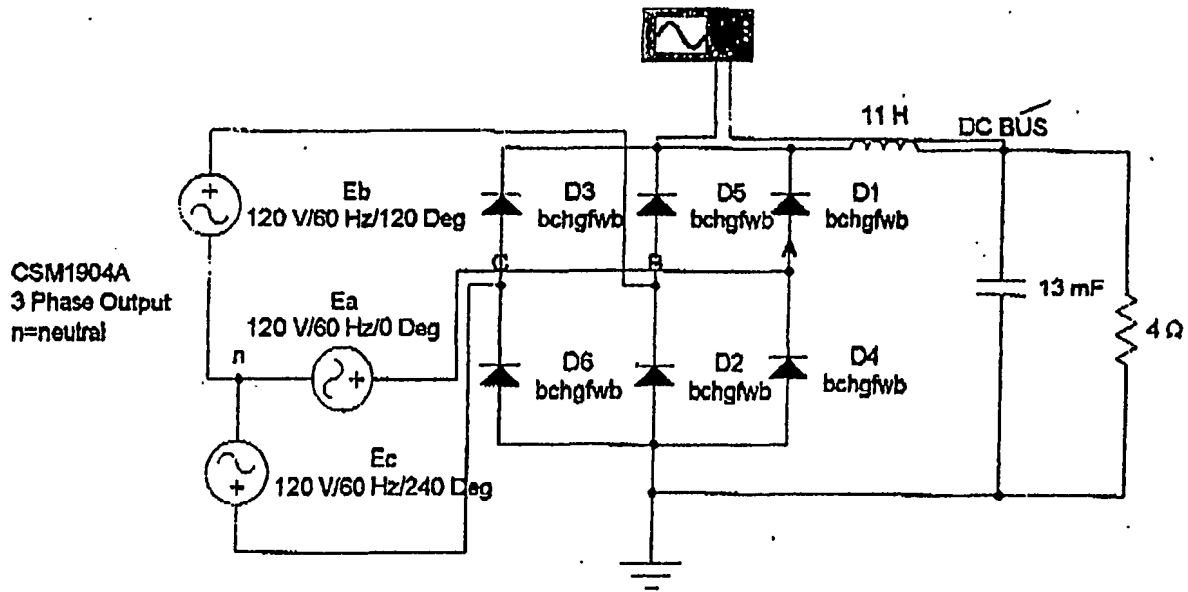 11 H
DC BUS
Eb
120 V/60 Hz/120 Deg
D3
bchgfwb
D5
bchgfwb
D1
bchgfwb
CSM1904A
3 Phase Output
n=neutral
C
B
A
Ea
120 V/60 Hz/0 Deg
n
13 mF
4 Ω
D6
bchgfwb
D2
bchgfwb
D4
bchgfwb
Ec
120 V/60 Hz/240 Deg